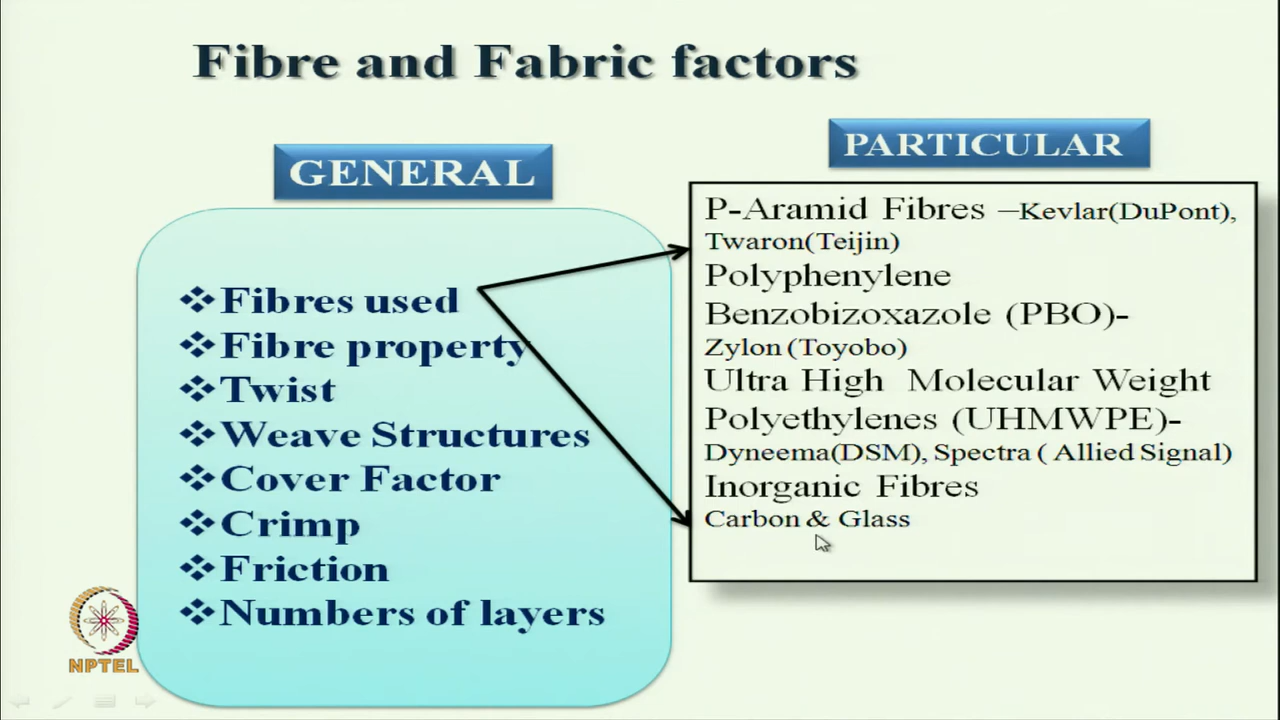 Fibre and Fabric factors
GENERAL
❖Fibres used
❖Fibre property
❖Twist
❖Weave Structures
❖Cover Factor
❖Crimp
❖Friction
❖Numbers of layers
PARTICULAR
P-Aramid Fibres –Kevlar(DuPont),
Twaron(Teijin)
Polyphenylene
Benzobizoxazole (PBO)-
Zylon (Toyobo)
Ultra High Molecular Weight
Polyethylenes (UHMWPE)-
Dyneema(DSM), Spectra ( Allied Signal)
Inorganic Fibres
Carbon & Glass
NPTEL